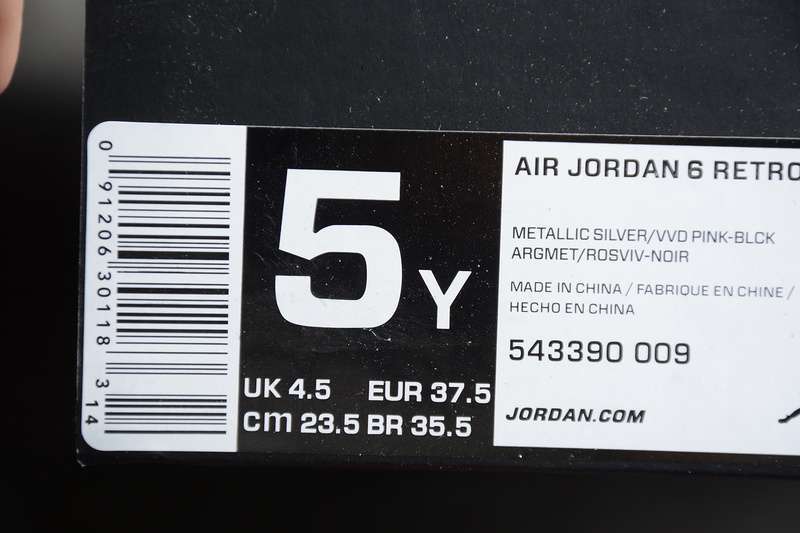 0 91206 30118 3 14
5Y
UK 4.5 EUR 37.5
cm 23.5 BR 35.5
AIR JORDAN 6 RETRO
METALLIC SILVER/VVD PINK-BLCK
ARGMET/ROSVIV-NOIR
MADE IN CHINA / FABRIQUE EN CHINE /
HECHO EN CHINA
543390 009
JORDAN.COM